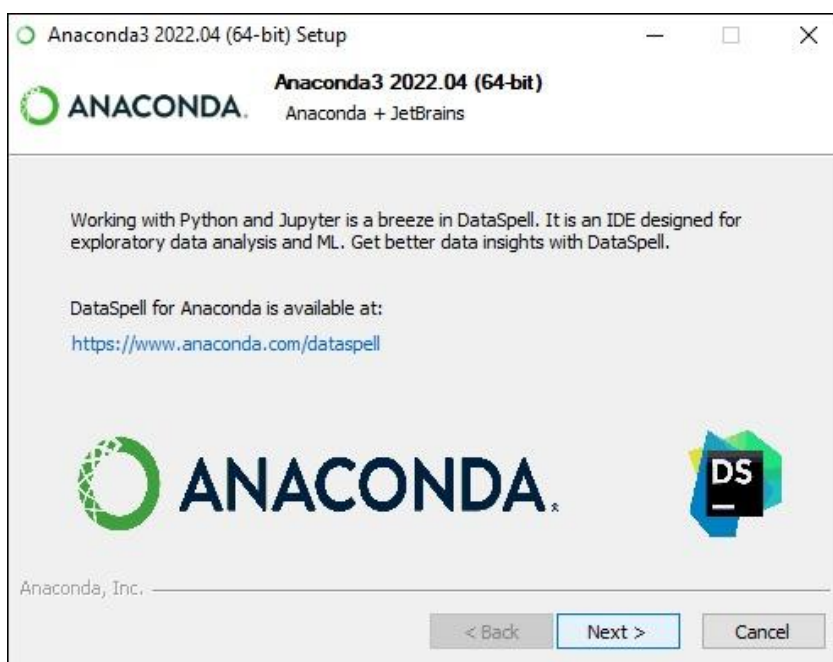 Anaconda3 2022.04 (64-bit) Setup
ANACONDA.
Anaconda3 2022.04 (64-bit)
Anaconda + JetBrains
Working with Python and Jupyter is a breeze in DataSpell. It is an IDE designed for
exploratory data analysis and ML. Get better data insights with DataSpell.
DataSpell for Anaconda is available at:
https://www.anaconda.com/dataspell
ANACONDA.®
DS
Anaconda, Inc.
< Back
Next >
Cancel